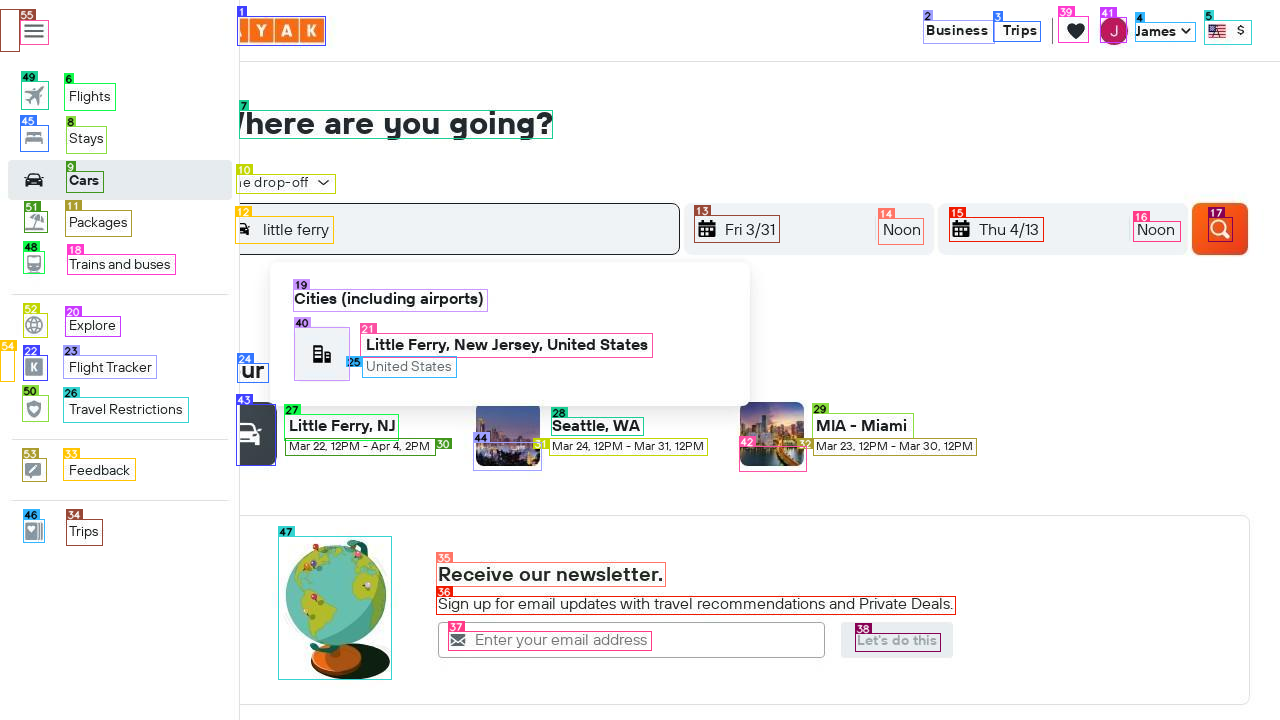 AYAK
Business
Trips
James
$
J
Flights
Stays
Cars
Packages
Trains and buses
Explore
Flight Tracker
Travel Restrictions
Feedback
Trips
Where are you going?
me drop-off
little ferry
Fri 3/31
Noon
Thu 4/13
Noon
Cities (including airports)
Little Ferry, New Jersey, United States
United States
our
Little Ferry, NJ
Mar 22, 12PM - Apr 4, 2PM
Seattle, WA
Mar 24, 12PM - Mar 31, 12PM
MIA - Miami
Mar 23, 12PM - Mar 30, 12PM
Receive our newsletter.
Sign up for email updates with travel recommendations and Private Deals.
Enter your email address
Let's do this
1
2
3
4
5
6
7
8
9
10
11
12
13
14
15
16
17
18
19
20
21
22
23
24
25
26
27
28
29
30
31
32
33
34
35
36
37
38
39
40
41
42
43
44
45
46
47
48
49
50
51
52
53
54
55